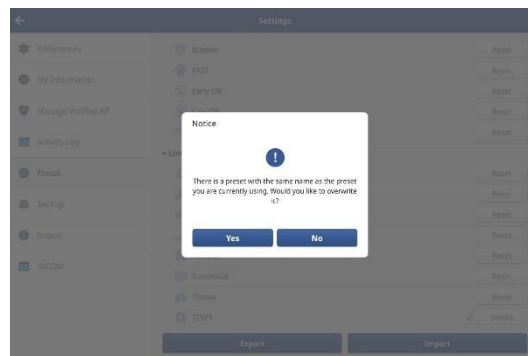 Settings
Preferences
My Information
Manage Verified AP
Activity Log
Preset
Backup
Import
DICOM
Bladder
Reset
FAST
Reset
Early OB
Reset
Reset
Reset
Notice
There is a preset with the same name as the preset
you are currently using. Would you like to overwrite
it?
Yes
No
Reset
Reset
Reset
Reset
Reset
Superficial
Reset
Thorax
Reset
TEST1
Delete
Export
Import